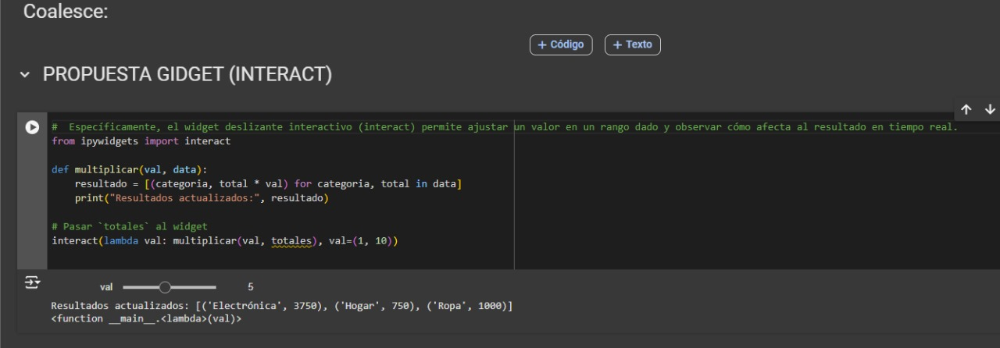 Coalesce:
+ Código + Texto
PROPUESTA GIDGET (INTERACT)
#  Específicamente, el widget deslizante interactivo (interact) permite ajustar un valor en un rango dado y observar cómo afecta al resultado en tiempo real.
from ipywidgets import interact
def multiplicar(val, data):
    resultado = [(categoria, total * val) for categoria, total in data]
    print("Resultados actualizados:", resultado)
# Pasar `totales` al widget
interact(lambda val: multiplicar(val, totales), val=(1, 10))
val 5
Resultados actualizados: [('Electrónica', 3750), ('Hogar', 750), ('Ropa', 1000)]
<function __main__.<lambda>(val)>